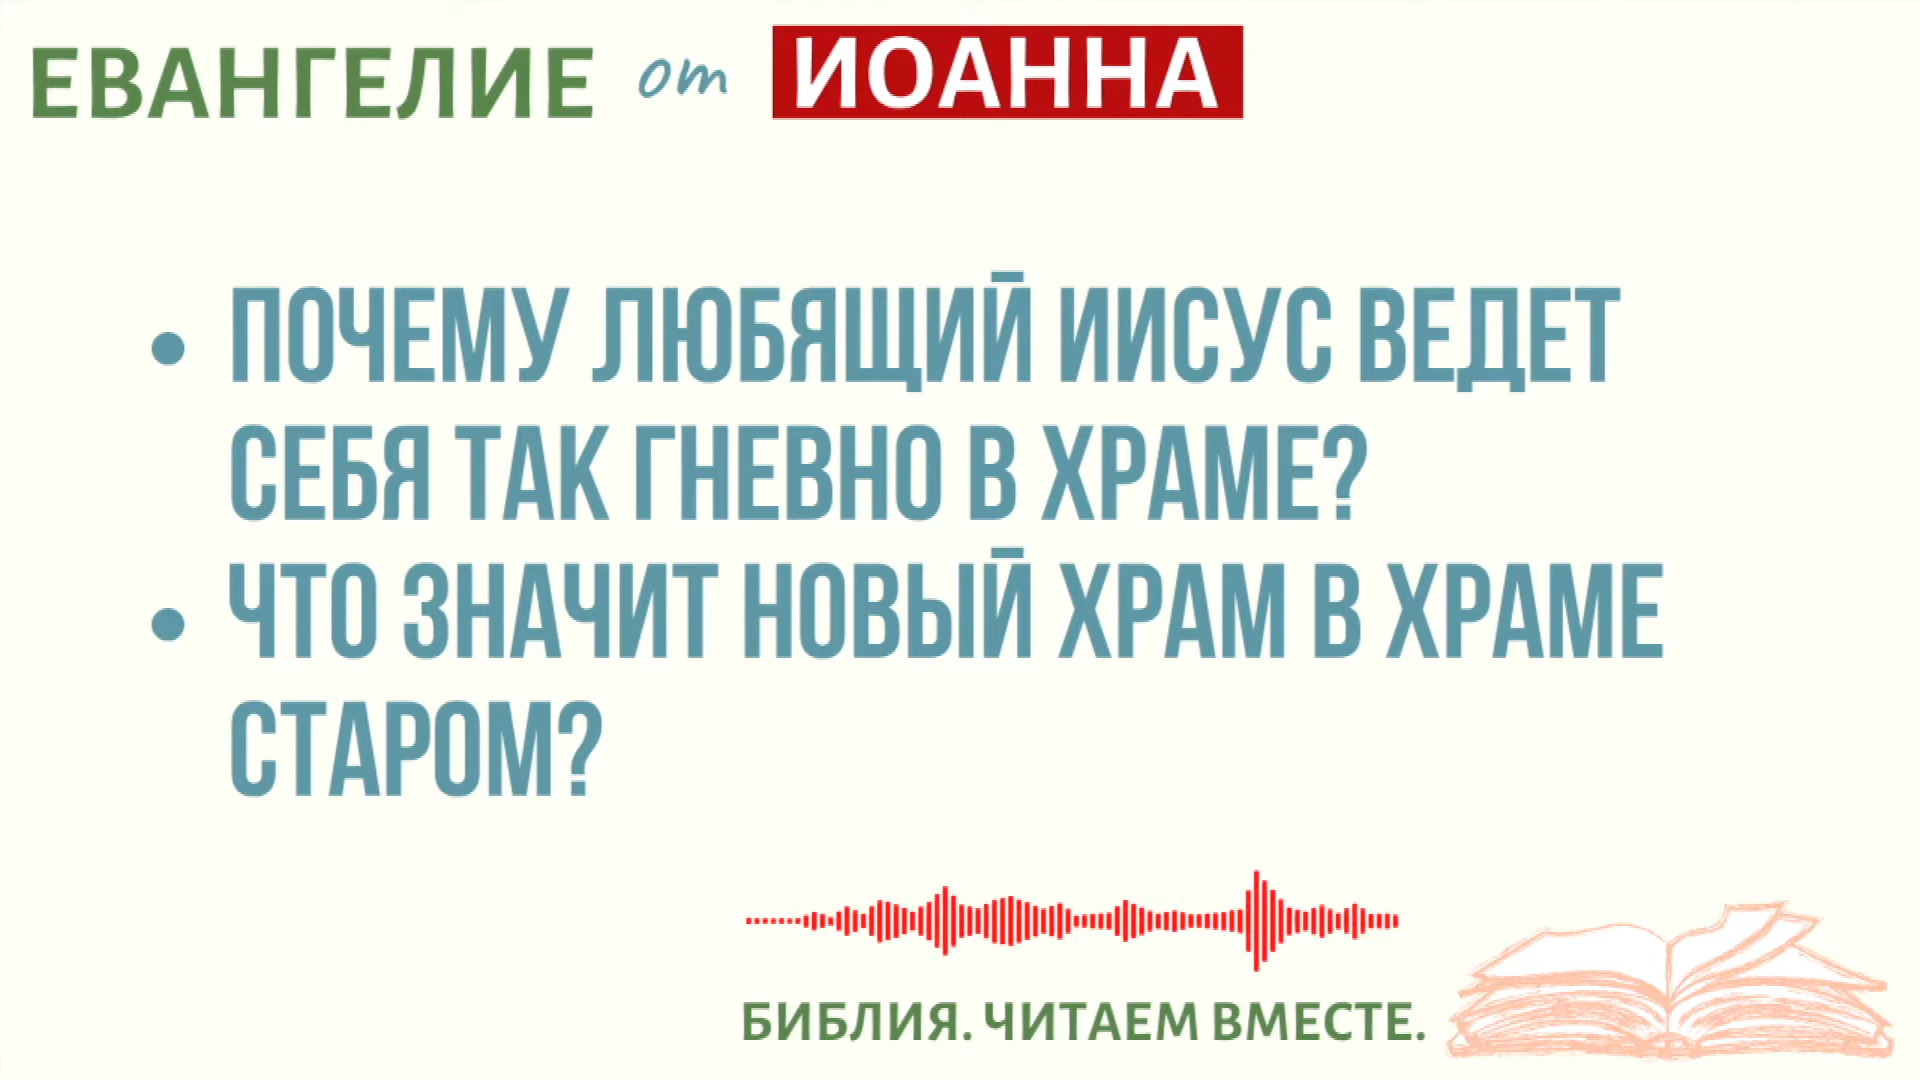 ЕВАНГЕЛИЕ от ИОАННА
• ПОЧЕМУ ЛЮБЯЩИЙ ИИСУС ВЕДЕТ
СЕБЯ ТАК ГНЕВНО В ХРАМЕ?
• ЧТО ЗНАЧИТ НОВЫЙ ХРАМ В ХРАМЕ
СТАРОМ?
БИБЛИЯ. ЧИТАЕМ ВМЕСТЕ.